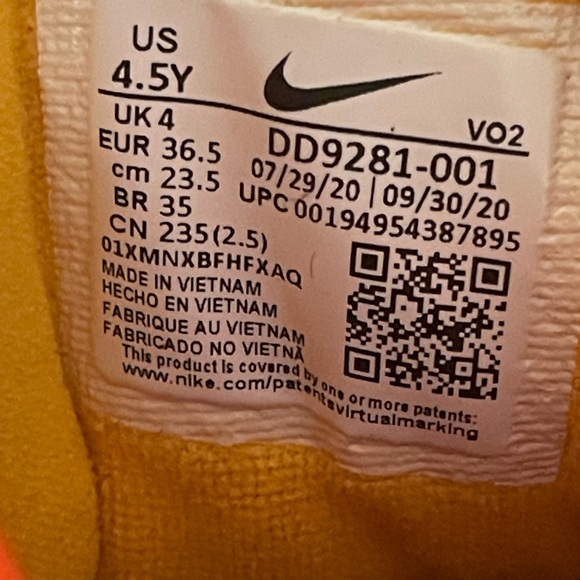 US
4.5Y
UK 4
EUR 36.5
cm 23.5
BR 35
CN 235(2.5)
VO2
DD9281-001
07/29/20 | 09/30/20
UPC 00194954387895
01XMNXBFHFXAQ
MADE IN VIETNAM
HECHO EN VIETNAM
FABRIQUE AU VIETNAM
FABRICADO NO VIETNÃ
This product is covered by one or more patents:
www.nike.com/patentsvirtualmarking